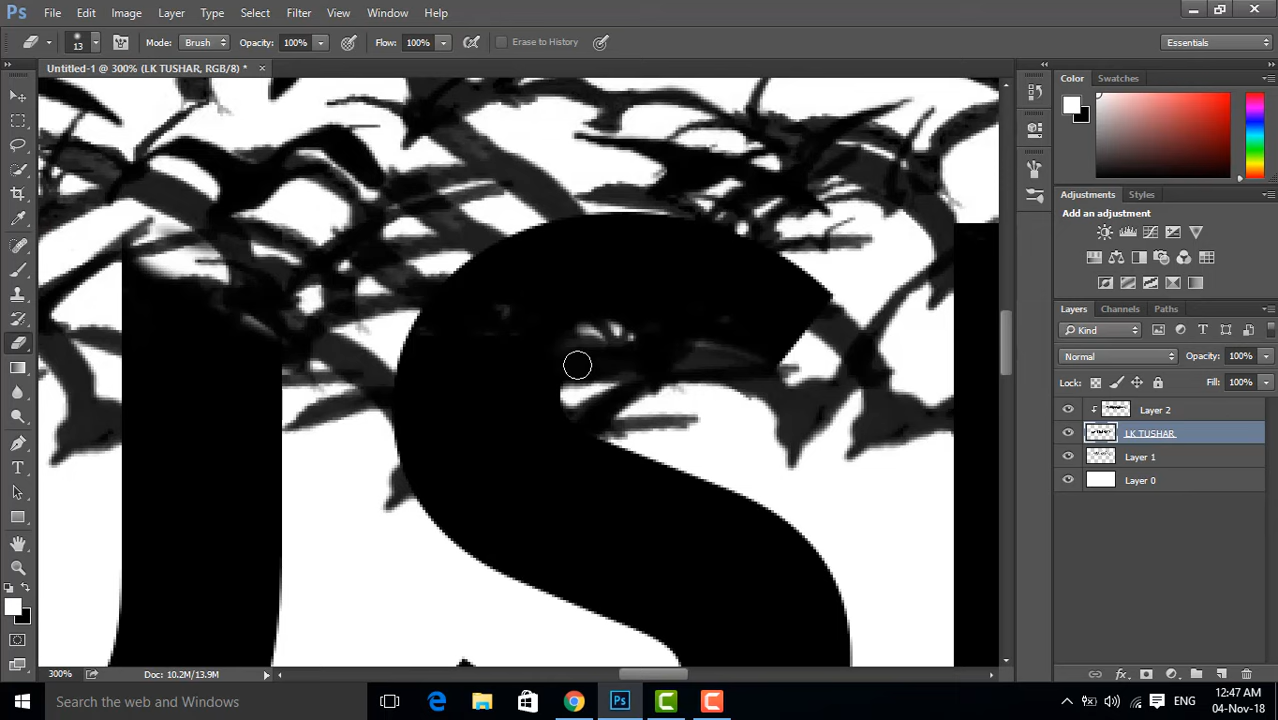 Ps File Edit Image Layer Type Select Filter View Window Help
13 Mode: Brush Opacity: 100% Flow: 100% Erase to History Essentials
Untitled-1 @ 300% (LK TUSHAR, RGB/8) * ×
Color Swatches
Adjustments Styles
Add an adjustment
Layers Channels Paths
Kind
Normal Opacity: 100%
Lock: Fill: 100%
Layer 2
LK TUSHAR
Layer 1
Layer 0
S
300% Doc: 10.2M/13.9M
fx
Search the web and Windows
Ps
ENG
12:47 AM
04-Nov-18